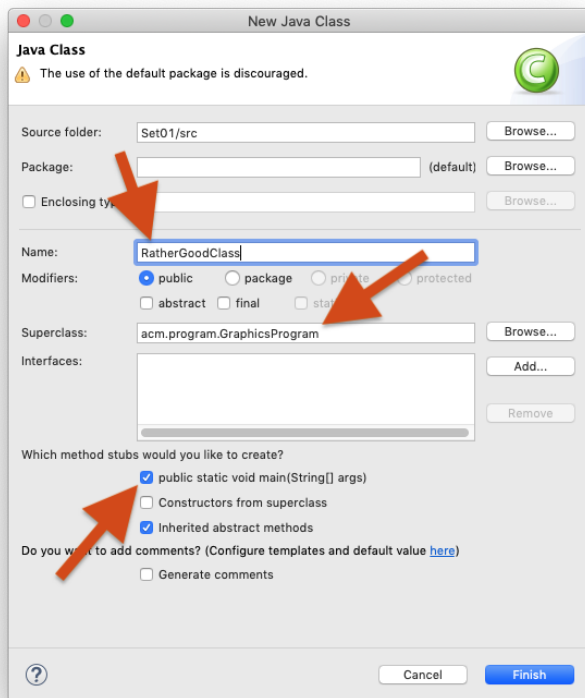 New Java Class
Java Class
The use of the default package is discouraged.
C
Source folder: Set01/src Browse...
Package: (default) Browse...
Enclosing Browse...
Name: RatherGoodClass
Modifiers: public package protected
abstract final
Superclass: acm.program.GraphicsProgram Browse...
Interfaces: Add...
Remove
Which method stubs would you like to create?
public static void main(String[] args)
Constructors from superclass
Inherited abstract methods
Do you want to add comments? (Configure templates and default value here)
Generate comments
? Cancel Finish